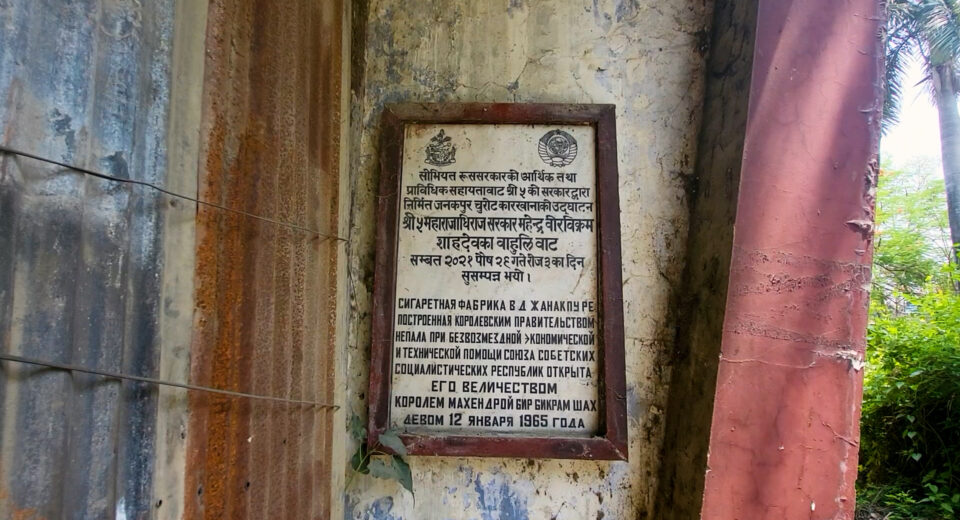 सोभियत रूससरकारकी आर्थिक तथा
प्राविधिक सहायतावाट श्री ५ की सरकारद्वारा
निर्मित जनकपुर चुरोट कारखानाको उद्घाटन
श्री ५ महाराजाधिराज सरकार महेन्द्र वीरविक्रम
शाहदेवका वाहुलि वाट
सम्बत २०२१ पौष २९ गते रोज ३ का दिन
सुसम्पन्न भयो ।
СИГАРЕТНАЯ ФАБРИКА В Д ЖАНАКПУРЕ
ПОСТРОЕННАЯ КОРОЛЕВСКИМ ПРАВИТЕЛЬСТВОМ
НЕПАЛА ПРИ БЕЗВОЗМЕЗДНОЙ ЭКОНОМИЧЕСКОЙ
И ТЕХНИЧЕСКОЙ ПОМОЩИ СОЮЗА СОВЕТСКИХ
СОЦИАЛИСТИЧЕСКИХ РЕСПУБЛИК ОТКРЫТА
ЕГО ВЕЛИЧЕСТВОМ
КОРОЛЕМ МАХЕНДРОЙ БИР БИКРАМ ШАХ
ДЕВОМ 12 ЯНВАРЯ 1965 ГОДА